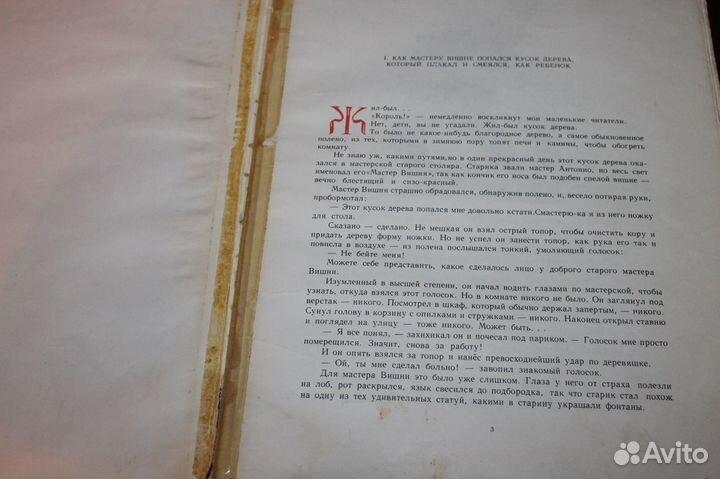 I. КАК МАСТЕРУ ВИШНЕ ПОПАЛСЯ КУСОК ДЕРЕВА,
КОТОРЫЙ ПЛАКАЛ И СМЕЯЛСЯ, КАК РЕБЕНОК
Жил-был...
«Король!» — немедленно воскликнут мои маленькие читатели.
Нет, дети, вы не угадали. Жил-был кусок дерева.
То было не какое-нибудь благородное дерево, а самое обыкновенное
полено, из тех, которыми в зимнюю пору топят печи и камины, чтобы обогреть
комнату.
Не знаю уж, какими путями, но в один прекрасный день этот кусок дерева ока-
зался в мастерской старого столяра. Старика звали мастер Антонио, но весь свет
именовал его «Мастер Вишня», так как кончик его носа был подобен спелой вишне —
вечно блестящий и сизо-красный.
Мастер Вишня страшно обрадовался, обнаружив полено, и, весело потирая руки,
пробормотал:
— Этот кусок дерева попался мне довольно кстати. Смастерю-ка я из него ножку
для стола.
Сказано — сделано. Не мешкая он взял острый топор, чтобы очистить кору и
придать дереву форму ножки. Но не успел он занести топор, как рука его так и
повисла в воздухе — из полена послышался тонкий, умоляющий голосок:
— Не бейте меня!
Можете себе представить, какое сделалось лицо у доброго старого мастера
Вишни.
Изумленный в высшей степени, он начал водить глазами по мастерской, чтобы
узнать, откуда взялся этот голосок. Но в комнате никого не было. Он заглянул под
верстак — никого. Посмотрел в шкаф, который обычно держал запертым, — никого.
Сунул голову в корзину с опилками и стружками — никого. Наконец открыл ставню
и поглядел на улицу — тоже никого. Может быть...
— Я все понял, — захихикал он и почесал под париком. — Голосок мне просто
померещился. Значит, снова за работу!
И он опять взялся за топор и нанёс превосходнейший удар по деревяшке.
— Ой, ты мне сделал больно! — завопил знакомый голосок.
Для мастера Вишни это было уже слишком. Глаза у него от страха полезли
на лоб, рот раскрылся, язык свесился до подбородка, так что старик стал похож
на одну из тех удивительных статуй, какими в старину украшали фонтаны.
3
Avito